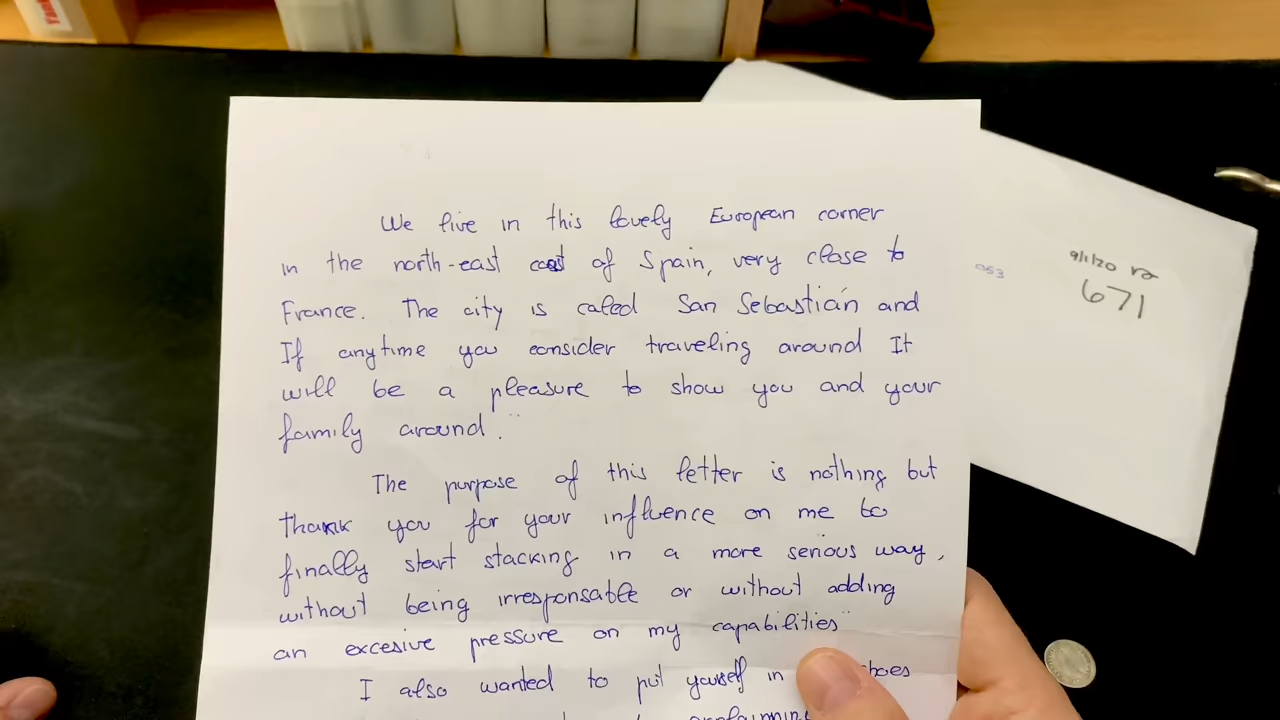 We live in this lovely European corner
in the north-east coast of Spain, very close to
France. The city is called San Sebastián and
If anytime you consider traveling around It
will be a pleasure to show you and your
family around.
The purpose of this letter is nothing but
thank you for your influence on me to
finally start stacking in a more serious way,
without being irresponsable or without adding
an excesive pressure on my capabilities
I also wanted to put yourself in
053
9/1/20 ra
671